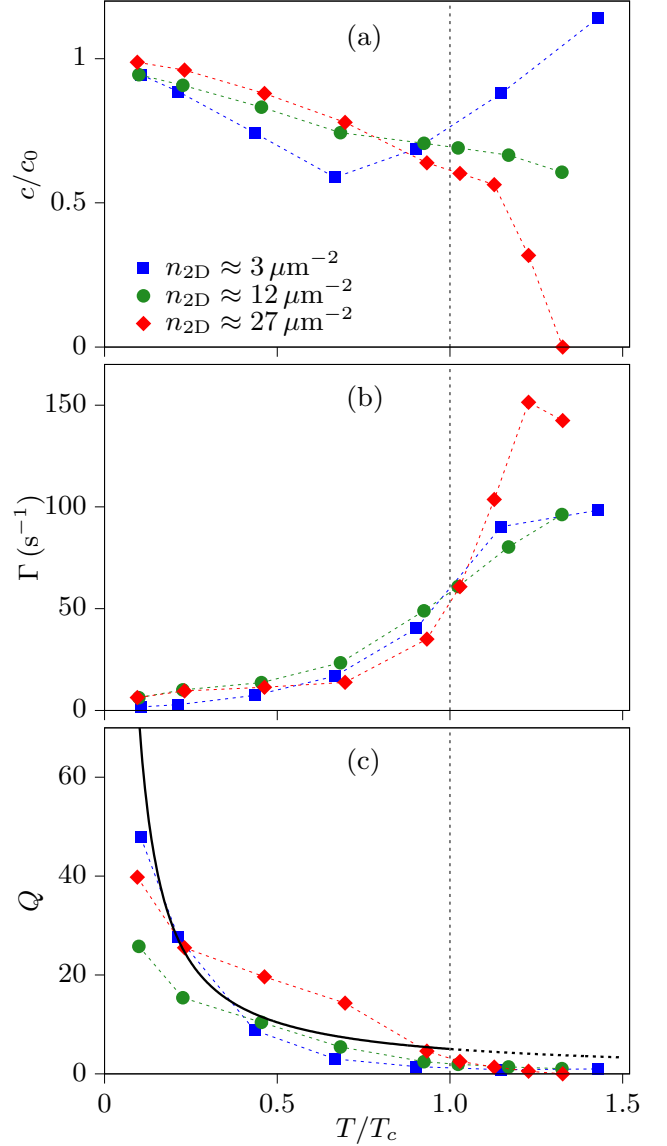 (a)
1
0.5
0
c/c₀
n₂D ≈ 3 μm⁻²
n₂D ≈ 12 μm⁻²
n₂D ≈ 27 μm⁻²
(b)
150
100
50
0
Γ (s⁻¹)
(c)
60
40
20
0
Q
0
0.5
1.0
1.5
T/T_c